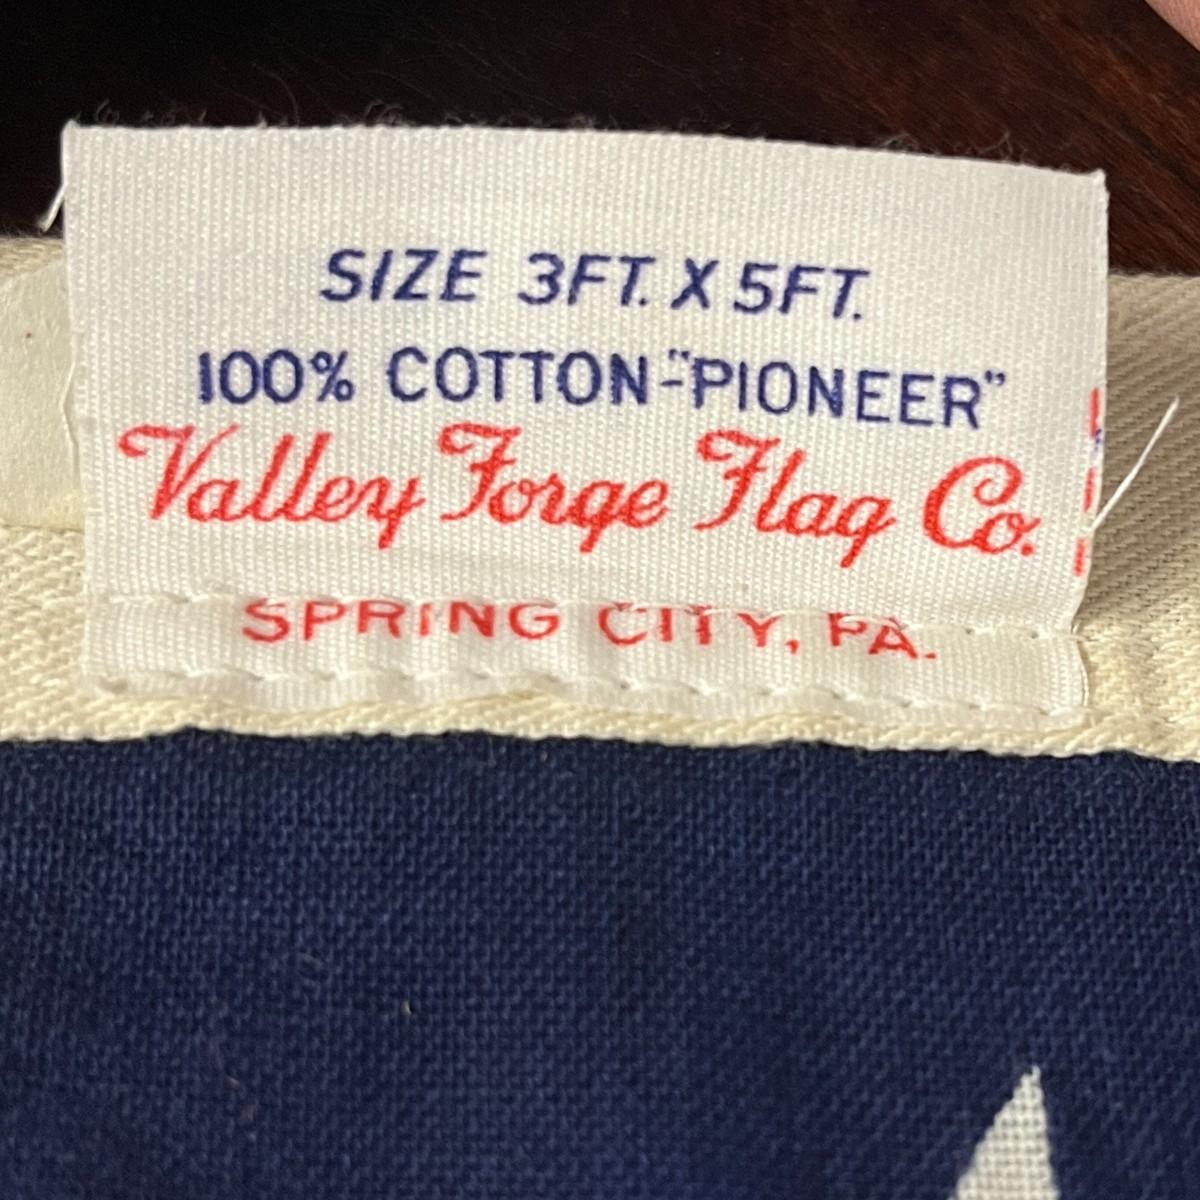 SIZE 3FT. X 5FT.
100% COTTON-"PIONEER"
Valley Forge Flag Co.
SPRING CITY, PA.